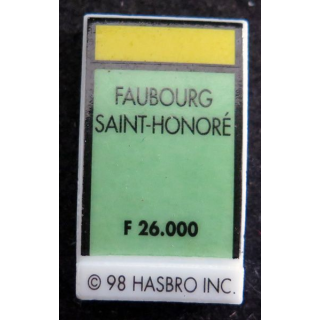 FAUBOURG
SAINT-HONORÉ
F 26.000
© 98 HASBRO INC.